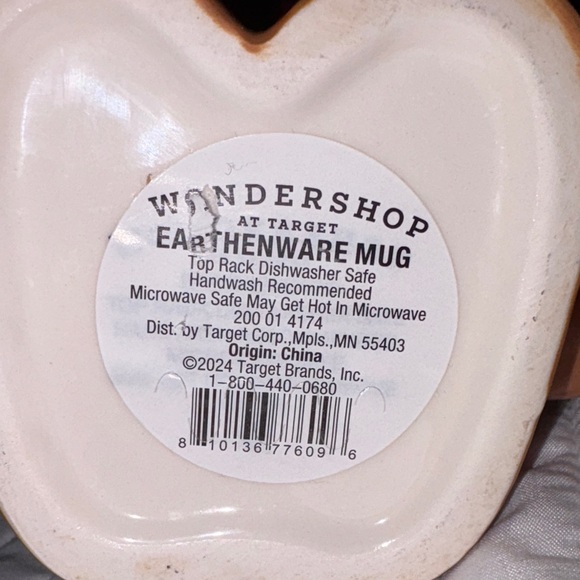 WONDERSHOP
AT TARGET
EARTHENWARE MUG
Top Rack Dishwasher Safe
Handwash Recommended
Microwave Safe May Get Hot In Microwave
200 01 4174
Dist. by Target Corp.,Mpls.,MN 55403
Origin: China
©2024 Target Brands, Inc.
1-800-440-0680
8 10136 77609 6